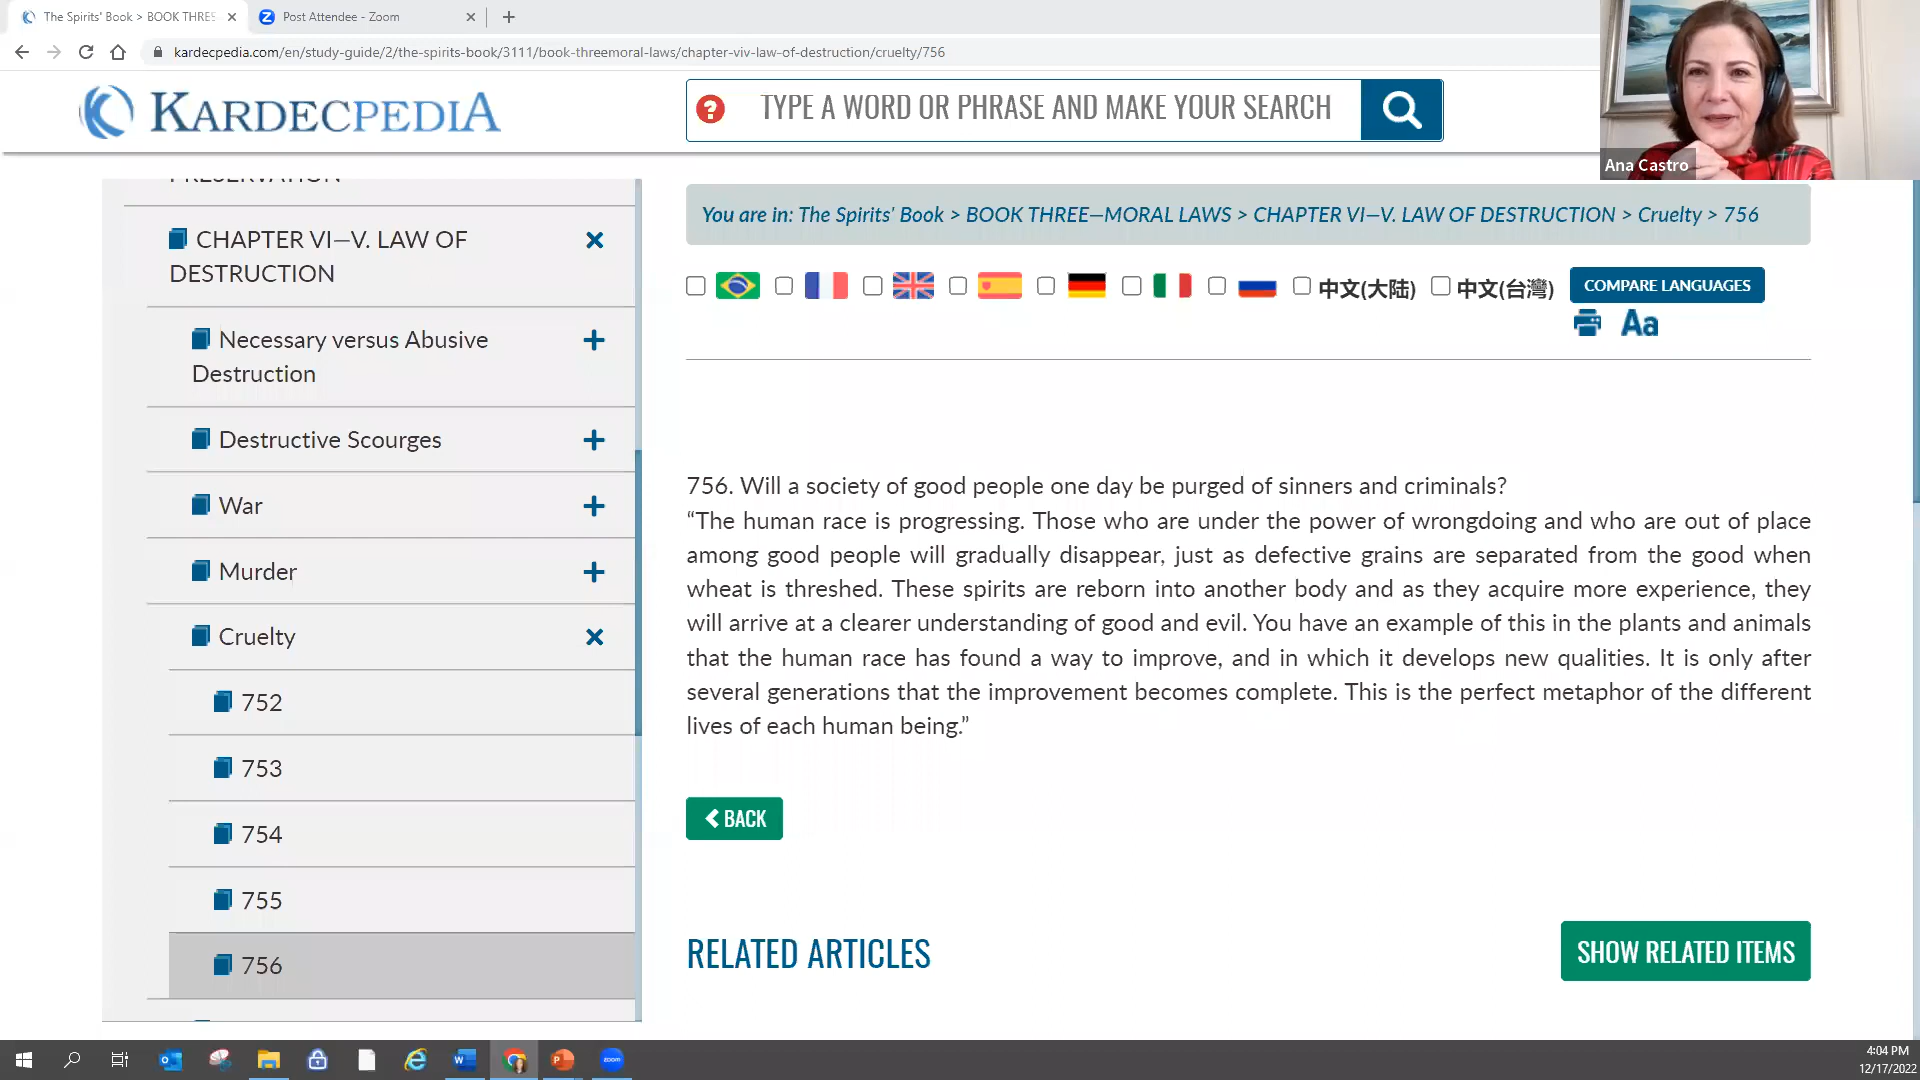 The Spirits' Book > BOOK THRES
Post Attendee - Zoom
kardecpedia.com/en/study-guide/2/the-spirits-book/3111/book-threemoral-laws/chapter-viv-law-of-destruction/cruelty/756
KARDECPEDIA
? TYPE A WORD OR PHRASE AND MAKE YOUR SEARCH
Ana Castro
PRESERVATION
CHAPTER VI—V. LAW OF
DESTRUCTION
Necessary versus Abusive
Destruction
Destructive Scourges
War
Murder
Cruelty
752
753
754
755
756
You are in: The Spirits' Book > BOOK THREE—MORAL LAWS > CHAPTER VI—V. LAW OF DESTRUCTION > Cruelty > 756
中文(大陆) 中文(台灣) COMPARE LANGUAGES
Aa
756. Will a society of good people one day be purged of sinners and criminals?
“The human race is progressing. Those who are under the power of wrongdoing and who are out of place
among good people will gradually disappear, just as defective grains are separated from the good when
wheat is threshed. These spirits are reborn into another body and as they acquire more experience, they
will arrive at a clearer understanding of good and evil. You have an example of this in the plants and animals
that the human race has found a way to improve, and in which it develops new qualities. It is only after
several generations that the improvement becomes complete. This is the perfect metaphor of the different
lives of each human being.”
BACK
RELATED ARTICLES
SHOW RELATED ITEMS
4:04 PM
12/17/2022